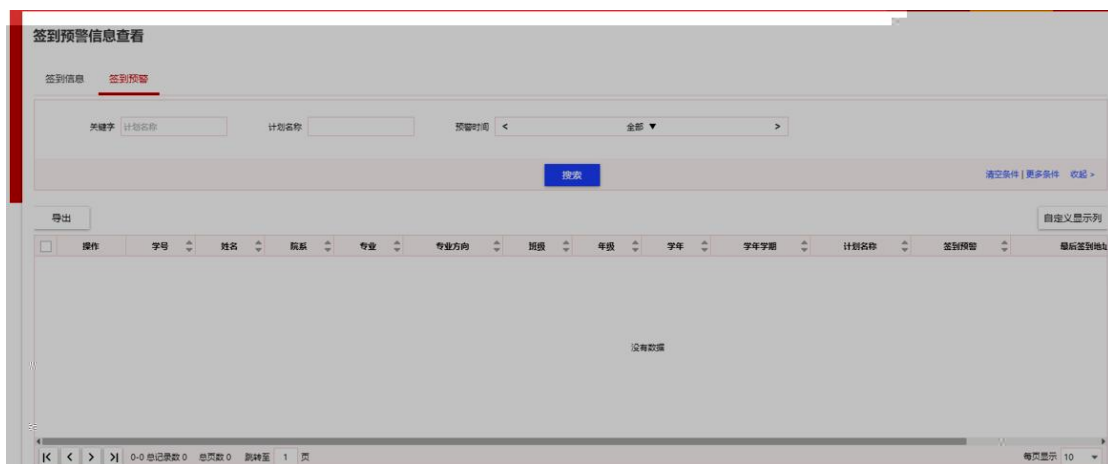 签到预警信息查看
签到信息 签到预警
关键字 计划名称 计划名称 预警时间 < 全部 ▼ >
搜索 清空条件 | 更多条件 收起 >
导出 自定义显示列
操作 学号 姓名 院系 专业 专业方向 班级 年级 学年 学年学期 计划名称 签到预警 最后签到地址
没有数据
0-0 总记录数 0 总页数 0 跳转至 1 页 每页显示 10